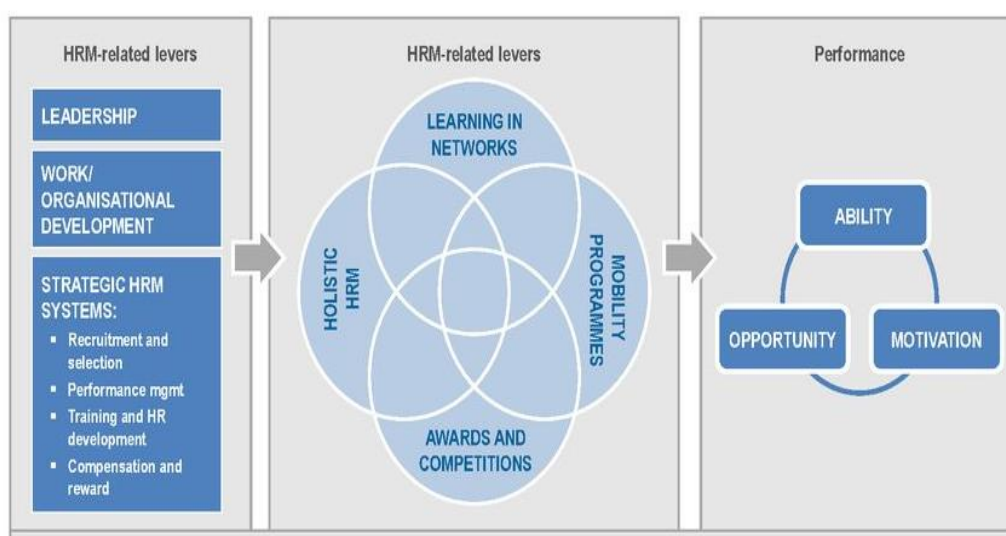 HRM-related levers
LEADERSHIP
WORK/
ORGANISATIONAL
DEVELOPMENT
STRATEGIC HRM
SYSTEMS:
▪ Recruitment and
selection
▪ Performance mgmt
▪ Training and HR
development
▪ Compensation and
reward
HRM-related levers
LEARNING IN
NETWORKS
HOLISTIC
HRM
MOBILITY
PROGRAMMES
AWARDS AND
COMPETITIONS
Performance
ABILITY
OPPORTUNITY
MOTIVATION